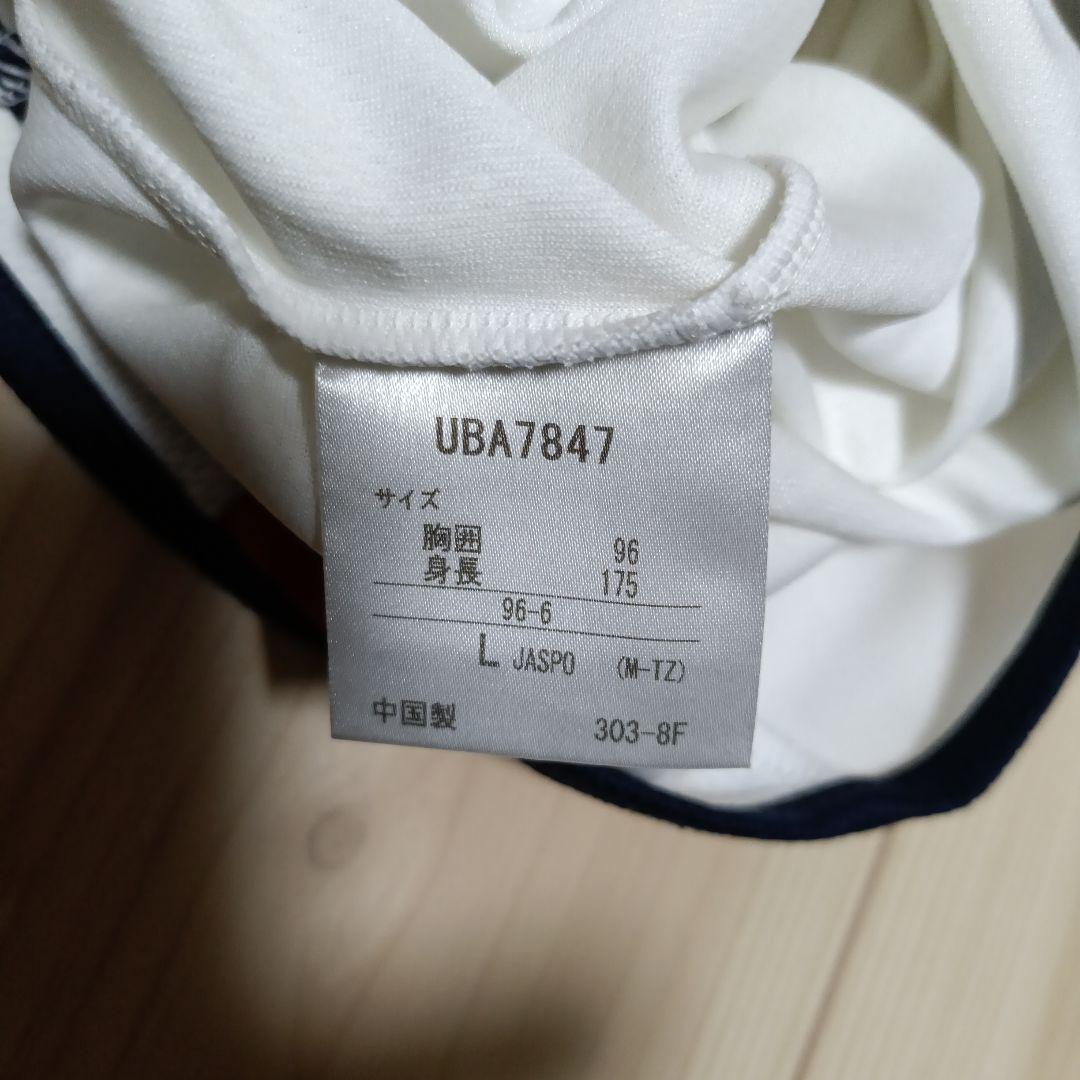 UBA7847
サイズ
胸囲 96
身長 175
96-6
L JASPO (M-TZ)
中国製 303-8F